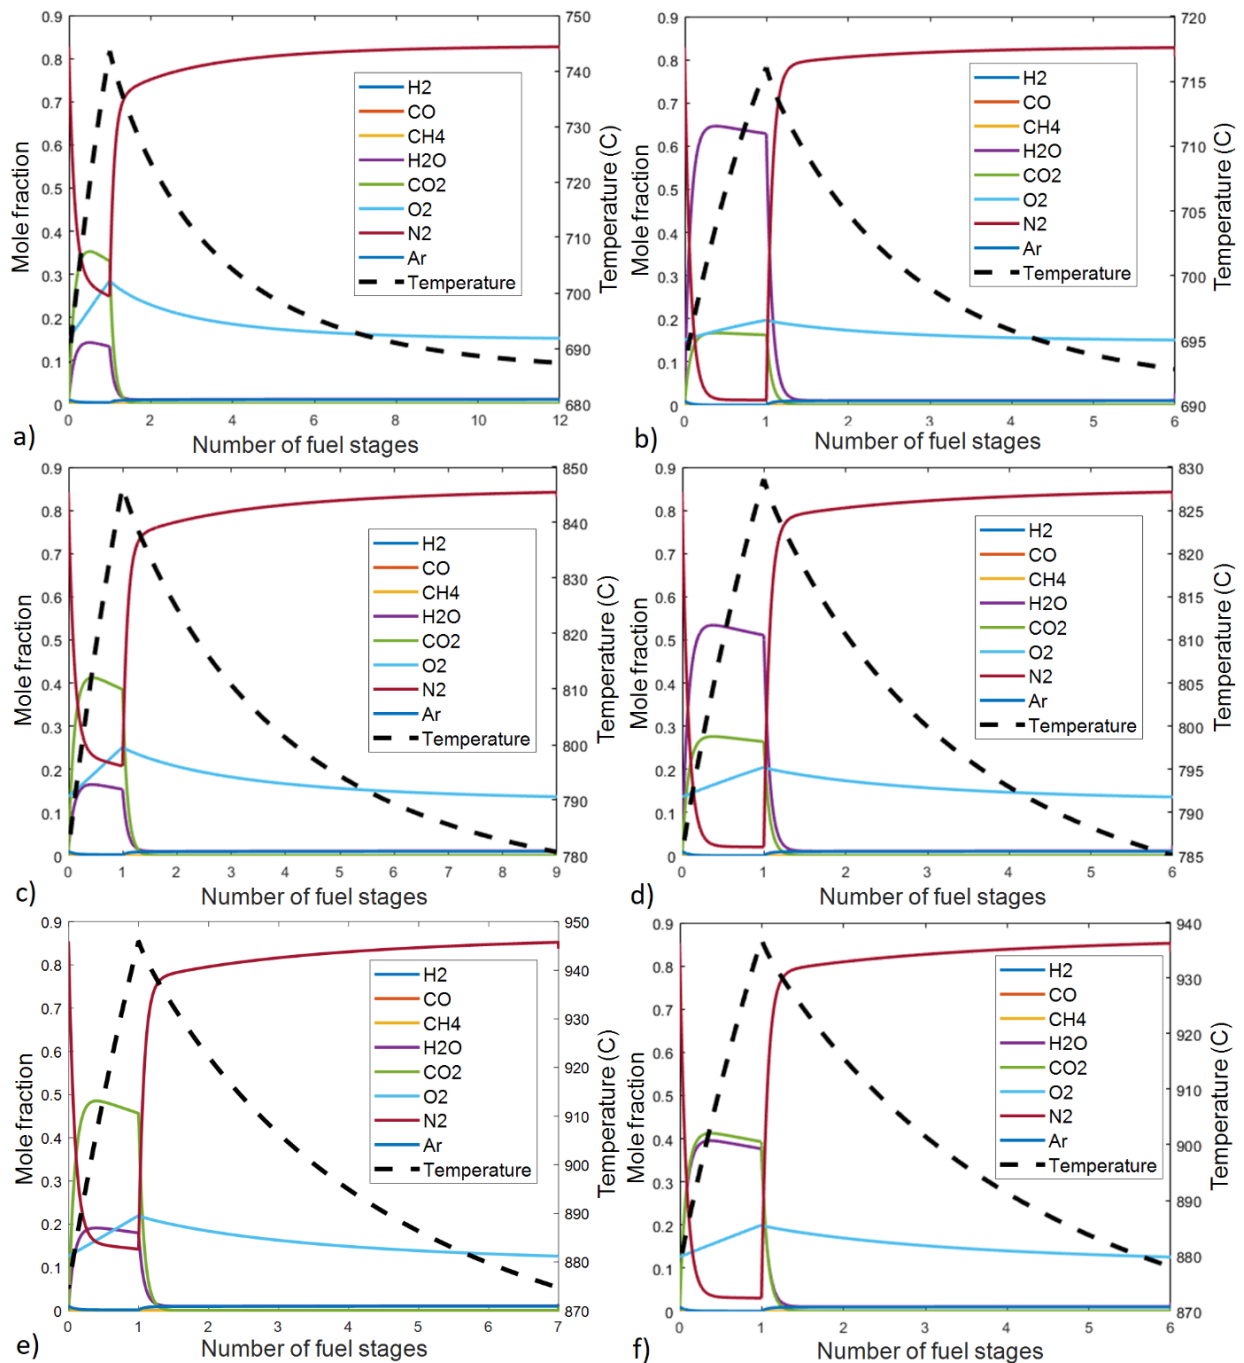 0.9
0.8
0.7
0.6
0.5
0.4
0.3
0.2
0.1
0
Mole fraction
750
740
730
720
710
700
690
680
Temperature (C)
H2
CO
CH4
H2O
CO2
O2
N2
Ar
Temperature
0 2 4 6 8 10 12
Number of fuel stages
a)
0.9
0.8
0.7
0.6
0.5
0.4
0.3
0.2
0.1
0
Mole fraction
720
715
710
705
700
695
690
Temperature (C)
H2
CO
CH4
H2O
CO2
O2
N2
Ar
Temperature
0 1 2 3 4 5 6
Number of fuel stages
b)
0.9
0.8
0.7
0.6
0.5
0.4
0.3
0.2
0.1
0
Mole fraction
850
840
830
820
810
800
790
780
Temperature (C)
H2
CO
CH4
H2O
CO2
O2
N2
Ar
Temperature
0 1 2 3 4 5 6 7 8 9
Number of fuel stages
c)
0.9
0.8
0.7
0.6
0.5
0.4
0.3
0.2
0.1
0
Mole fraction
830
825
820
815
810
805
800
795
790
785
Temperature (C)
H2
CO
CH4
H2O
CO2
O2
N2
Ar
Temperature
0 1 2 3 4 5 6
Number of fuel stages
d)
0.9
0.8
0.7
0.6
0.5
0.4
0.3
0.2
0.1
0
Mole fraction
950
940
930
920
910
900
890
880
870
Temperature (C)
H2
CO
CH4
H2O
CO2
O2
N2
Ar
Temperature
0 1 2 3 4 5 6 7
Number of fuel stages
e)
0.9
0.8
0.7
0.6
0.5
0.4
0.3
0.2
0.1
0
Mole fraction
940
930
920
910
900
890
880
870
Temperature (C)
H2
CO
CH4
H2O
CO2
O2
N2
Ar
Temperature
0 1 2 3 4 5 6
Number of fuel stages
f)